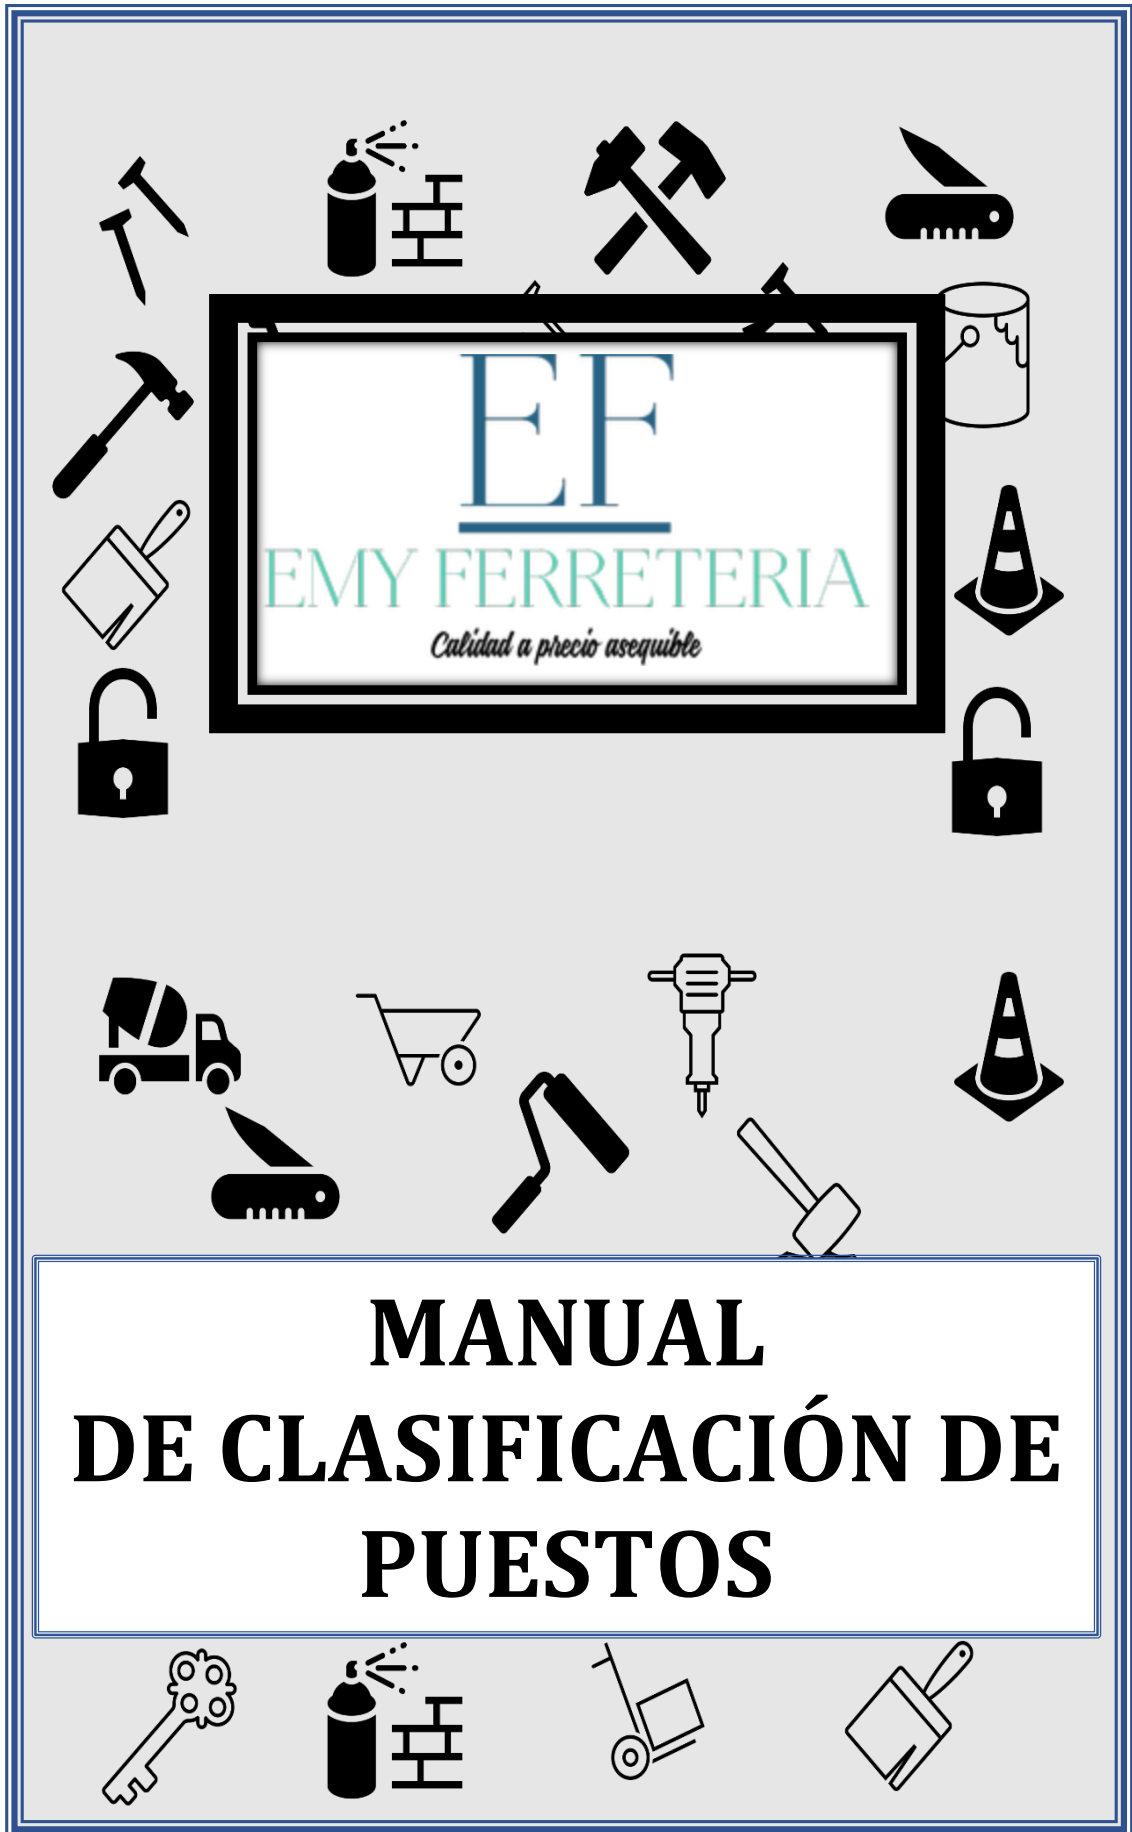 EF
EMY FERRETERIA
Calidad a precio asequible
MANUAL
DE CLASIFICACIÓN DE
PUESTOS